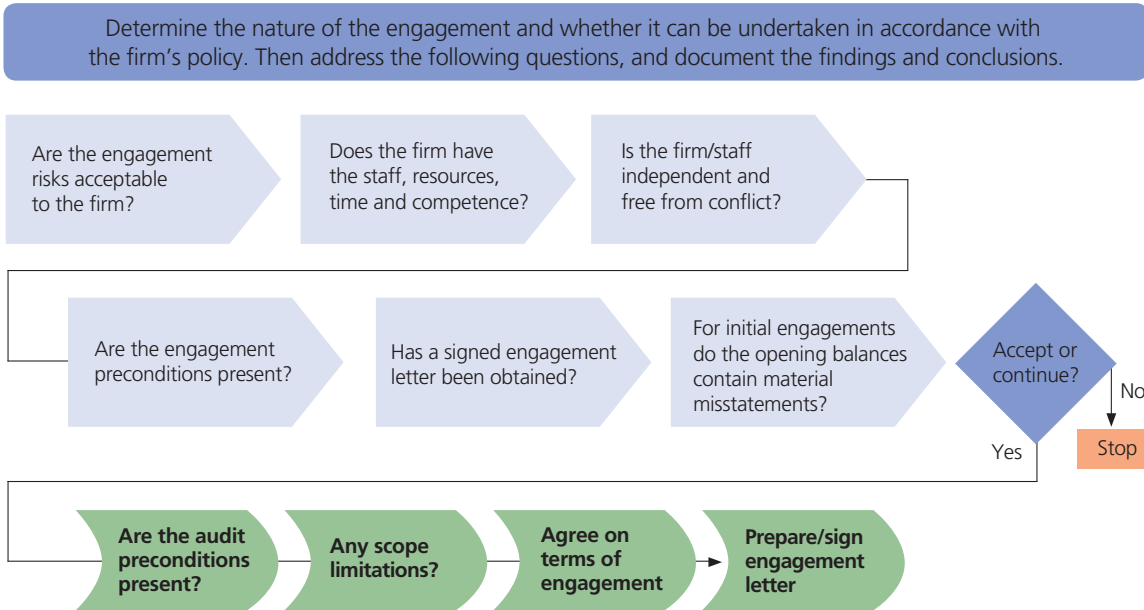 Determine the nature of the engagement and whether it can be undertaken in accordance with
the firm’s policy. Then address the following questions, and document the findings and conclusions.
Are the engagement
risks acceptable
to the firm?
Does the firm have
the staff, resources,
time and competence?
Is the firm/staff
independent and
free from conflict?
Are the engagement
preconditions present?
Has a signed engagement
letter been obtained?
For initial engagements
do the opening balances
contain material
misstatements?
Accept or
continue?
No
Stop
Yes
Are the audit
preconditions
present?
Any scope
limitations?
Agree on
terms of
engagement
Prepare/sign
engagement
letter